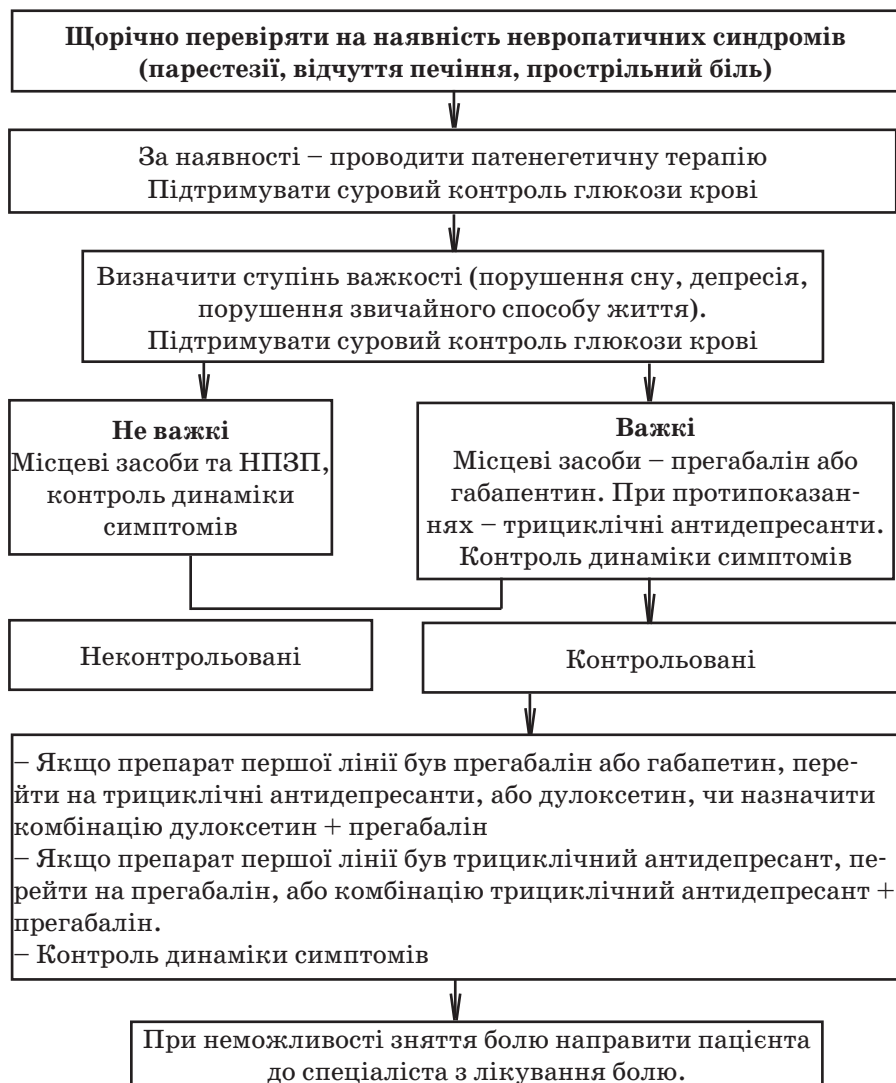 Щорічно перевіряти на наявність невропатичних синдромів
(парестезії, відчуття печіння, прострільний біль)
За наявності – проводити патенегетичну терапію
Підтримувати суровий контроль глюкози крові
Визначити ступінь важкості (порушення сну, депресія,
порушення звичайного способу життя).
Підтримувати суровий контроль глюкози крові
Не важкі
Місцеві засоби та НПЗП,
контроль динаміки
симптомів
Важкі
Місцеві засоби – прегабалін або
габапентин. При протипоказан-
нях – трициклічні антидепресанти.
Контроль динаміки симптомів
Неконтрольовані
Контрольовані
– Якщо препарат першої лінії був прегабалін або габапетин, пере-
йти на трициклічні антидепресанти, або дулоксетин, чи назначити
комбінацію дулоксетин + прегабалін
– Якщо препарат першої лінії був трициклічний антидепресант, пе-
рейти на прегабалін, або комбінацію трициклічний антидепресант +
прегабалін.
– Контроль динаміки симптомів
При неможливості зняття болю направити пацієнта
до спеціаліста з лікування болю.